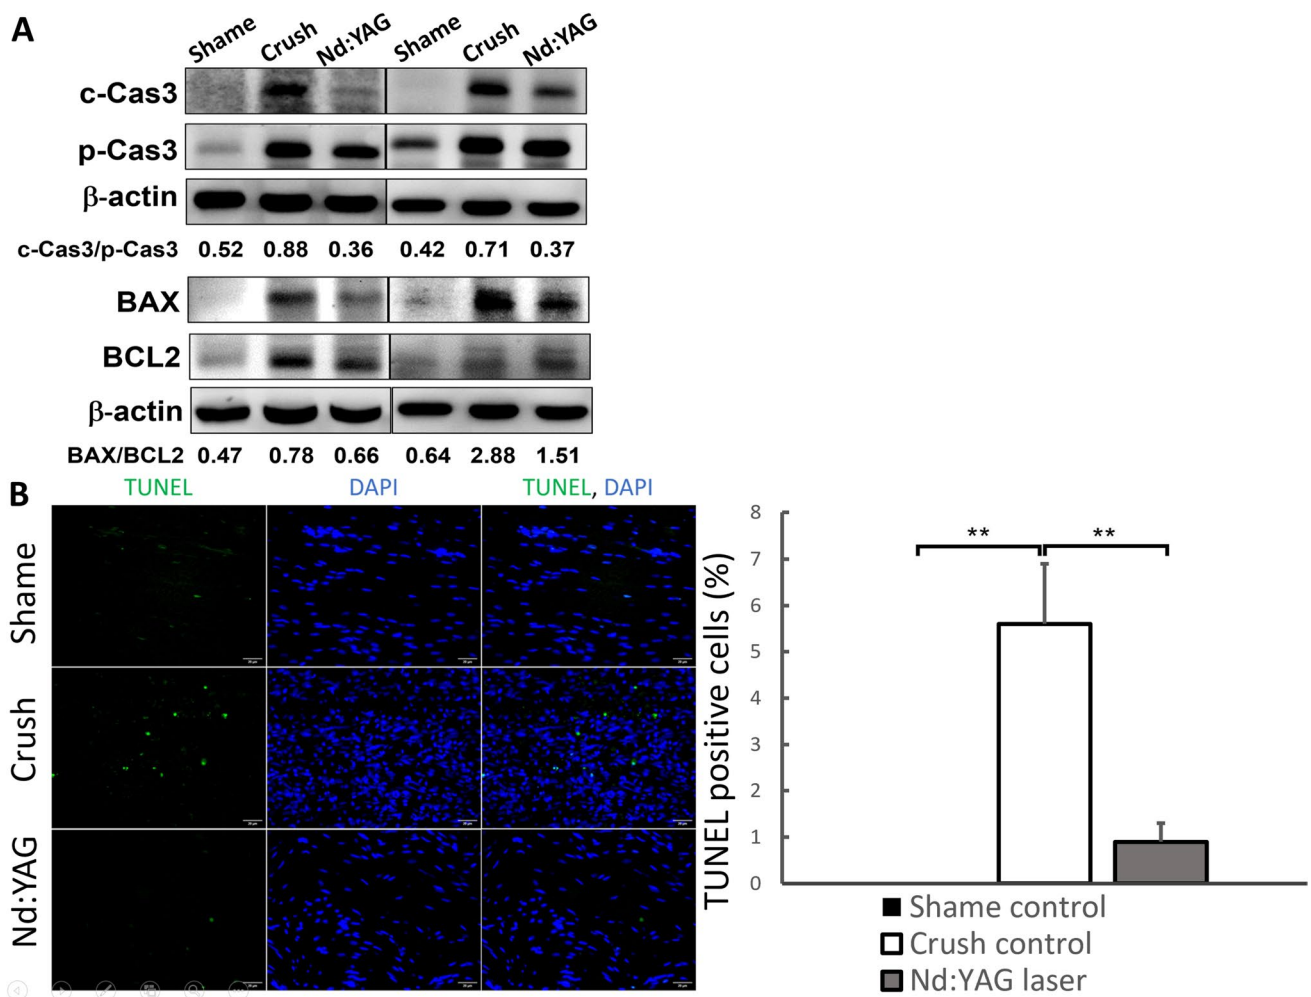 A
Shame Crush Nd:YAG Shame Crush Nd:YAG
c-Cas3
p-Cas3
β-actin
c-Cas3/p-Cas3 0.52 0.88 0.36 0.42 0.71 0.37
BAX
BCL2
β-actin
BAX/BCL2 0.47 0.78 0.66 0.64 2.88 1.51
B
TUNEL DAPI TUNEL, DAPI
Shame
Crush
Nd:YAG
TUNEL positive cells (%)
8
7
6
5
4
3
2
1
0
** **
Shame control
Crush control
Nd:YAG laser